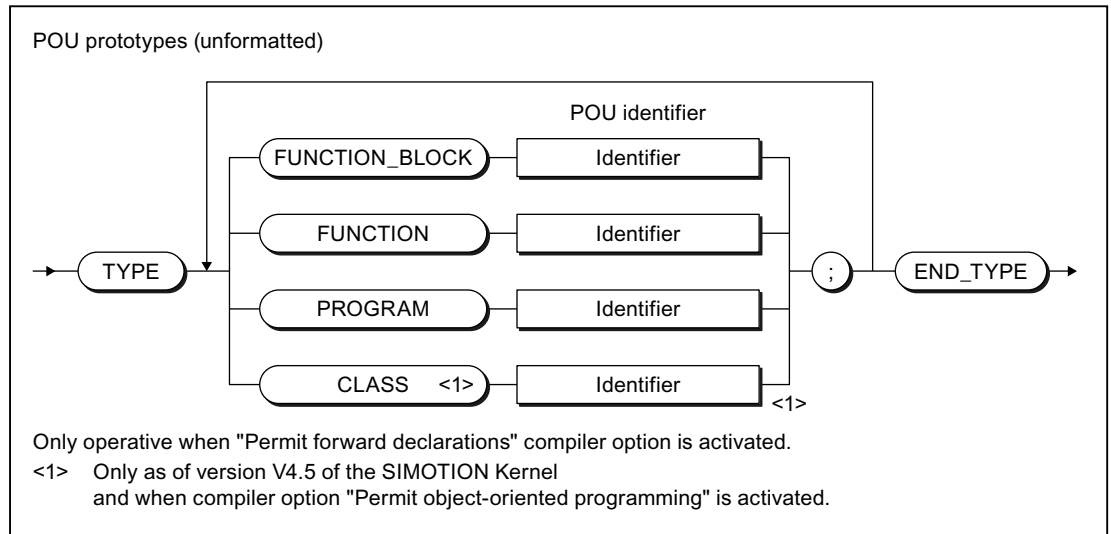 POU prototypes (unformatted)
POU identifier
FUNCTION_BLOCK Identifier
FUNCTION Identifier
TYPE ; END_TYPE
PROGRAM Identifier
CLASS <1> Identifier
<1>
Only operative when "Permit forward declarations" compiler option is activated.
<1> Only as of version V4.5 of the SIMOTION Kernel
and when compiler option "Permit object-oriented programming" is activated.